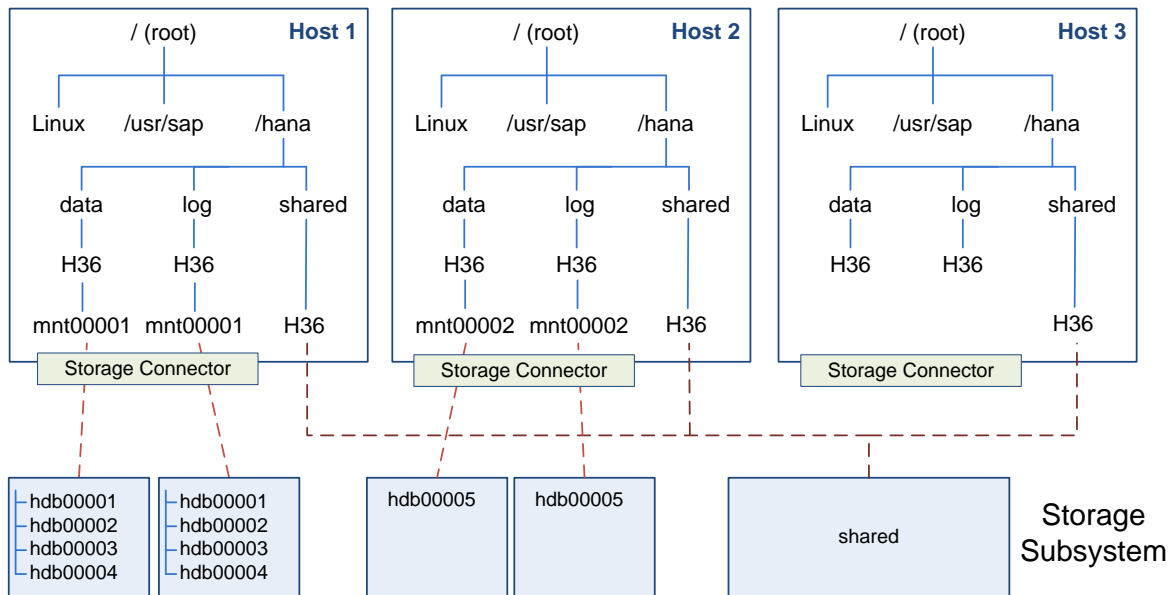 / (root)
Host 1
Linux
/usr/sap
/hana
data
log
shared
H36
H36
mnt00001
mnt00001
H36
Storage Connector
/ (root)
Host 2
Linux
/usr/sap
/hana
data
log
shared
H36
H36
mnt00002
mnt00002
H36
Storage Connector
/ (root)
Host 3
Linux
/usr/sap
/hana
data
log
shared
H36
H36
H36
Storage Connector
hdb00001
hdb00002
hdb00003
hdb00004
hdb00001
hdb00002
hdb00003
hdb00004
hdb00005
hdb00005
shared
Storage
Subsystem